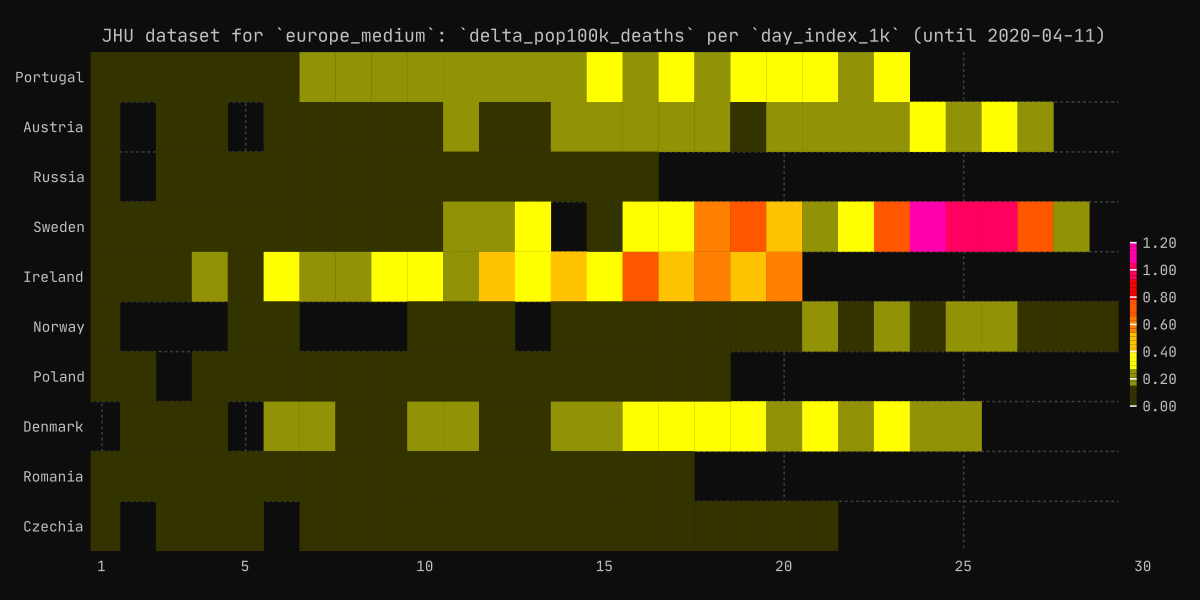 JHU dataset for `europe_medium`: `delta_pop100k_deaths` per `day_index_1k` (until 2020-04-11)
Portugal
Austria
Russia
Sweden
Ireland
Norway
Poland
Denmark
Romania
Czechia
1 5 10 15 20 25 30
1.20
1.00
0.80
0.60
0.40
0.20
0.00